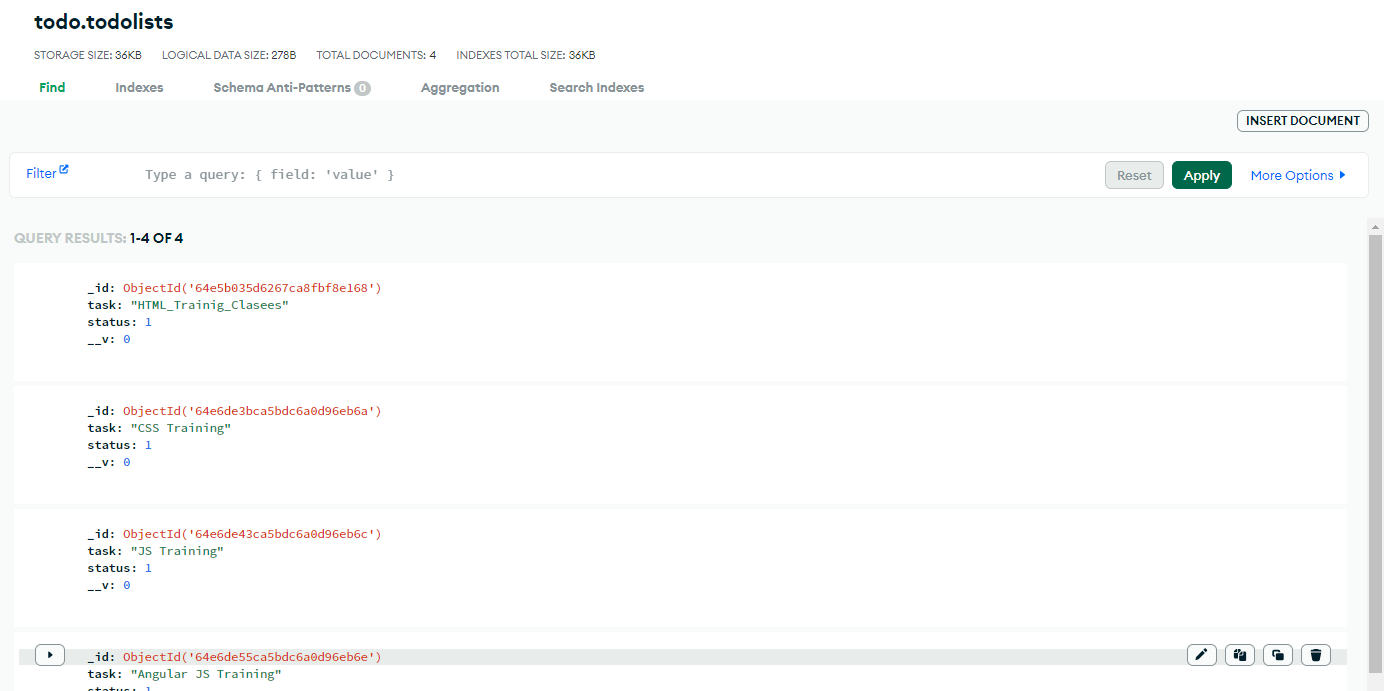 todo.todolists
STORAGE SIZE: 36KB LOGICAL DATA SIZE: 278B TOTAL DOCUMENTS: 4 INDEXES TOTAL SIZE: 36KB
Find Indexes Schema Anti-Patterns 0 Aggregation Search Indexes
INSERT DOCUMENT
Filter Type a query: { field: 'value' } Reset Apply More Options
QUERY RESULTS: 1-4 OF 4
_id: ObjectId('64e5b035d6267ca8fbf8e168')
task: "HTML_Trainig_Clasees"
status: 1
__v: 0
_id: ObjectId('64e6de3bca5bdc6a0d96eb6a')
task: "CSS Training"
status: 1
__v: 0
_id: ObjectId('64e6de43ca5bdc6a0d96eb6c')
task: "JS Training"
status: 1
__v: 0
_id: ObjectId('64e6de55ca5bdc6a0d96eb6e')
task: "Angular JS Training"
status: 1